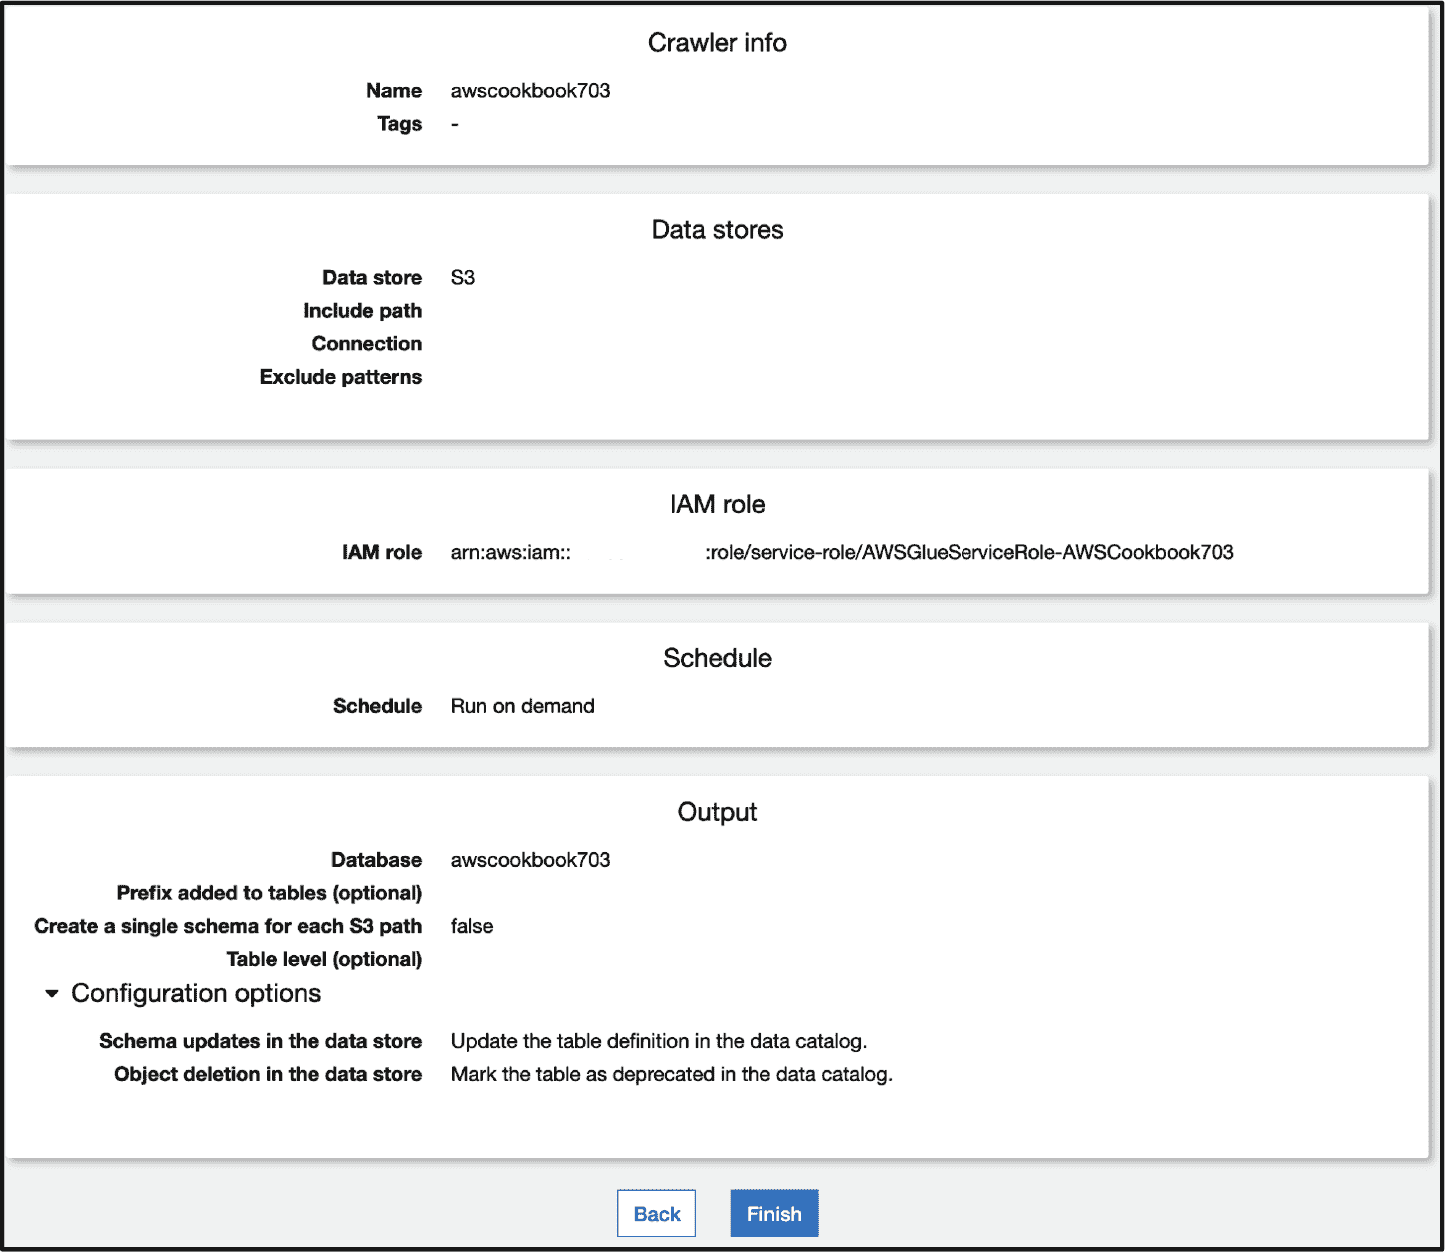 Crawler info
Name awscookbook703
Tags -
Data stores
Data store S3
Include path
Connection
Exclude patterns
IAM role
IAM role arn:aws:iam:: :role/service-role/AWSGlueServiceRole-AWSCookbook703
Schedule
Schedule Run on demand
Output
Database awscookbook703
Prefix added to tables (optional)
Create a single schema for each S3 path false
Table level (optional)
Configuration options
Schema updates in the data store Update the table definition in the data catalog.
Object deletion in the data store Mark the table as deprecated in the data catalog.
Back Finish